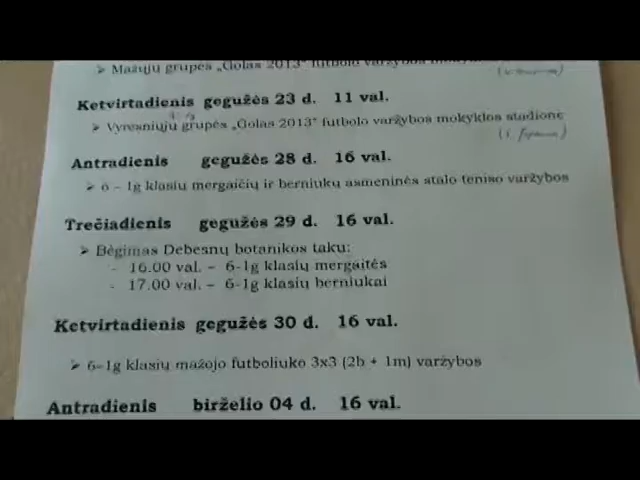 ➢ Mažųjų grupės „Golas 2013" futbolo varžybos
Ketvirtadienis gegužės 23 d. 11 val.
➢ Vyresniųjų grupės „Golas 2013" futbolo varžybos mokyklos stadione
Antradienis gegužės 28 d. 16 val.
➢ 6 – 1g klasių mergaičių ir berniukų asmeninės stalo teniso varžybos
Trečiadienis gegužės 29 d. 16 val.
➢ Bėgimas Debesnų botanikos taku:
- 16.00 val. – 6-1g klasių mergaitės
- 17.00 val. – 6-1g klasių berniukai
Ketvirtadienis gegužės 30 d. 16 val.
➢ 6-1g klasių mažojo futboliuko 3x3 (2b + 1m) varžybos
Antradienis birželio 04 d. 16 val.